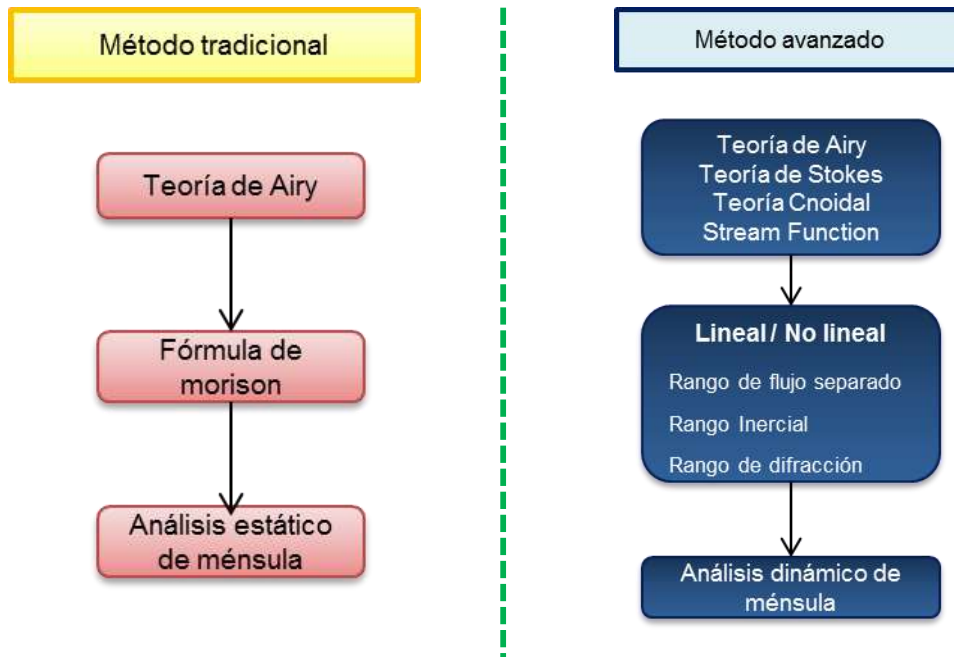 Método tradicional
Teoría de Airy
Fórmula de
morison
Análisis estático
de ménsula
Método avanzado
Teoría de Airy
Teoría de Stokes
Teoría Cnoidal
Stream Function
Lineal / No lineal
Rango de flujo separado
Rango Inercial
Rango de difracción
Análisis dinámico de
ménsula